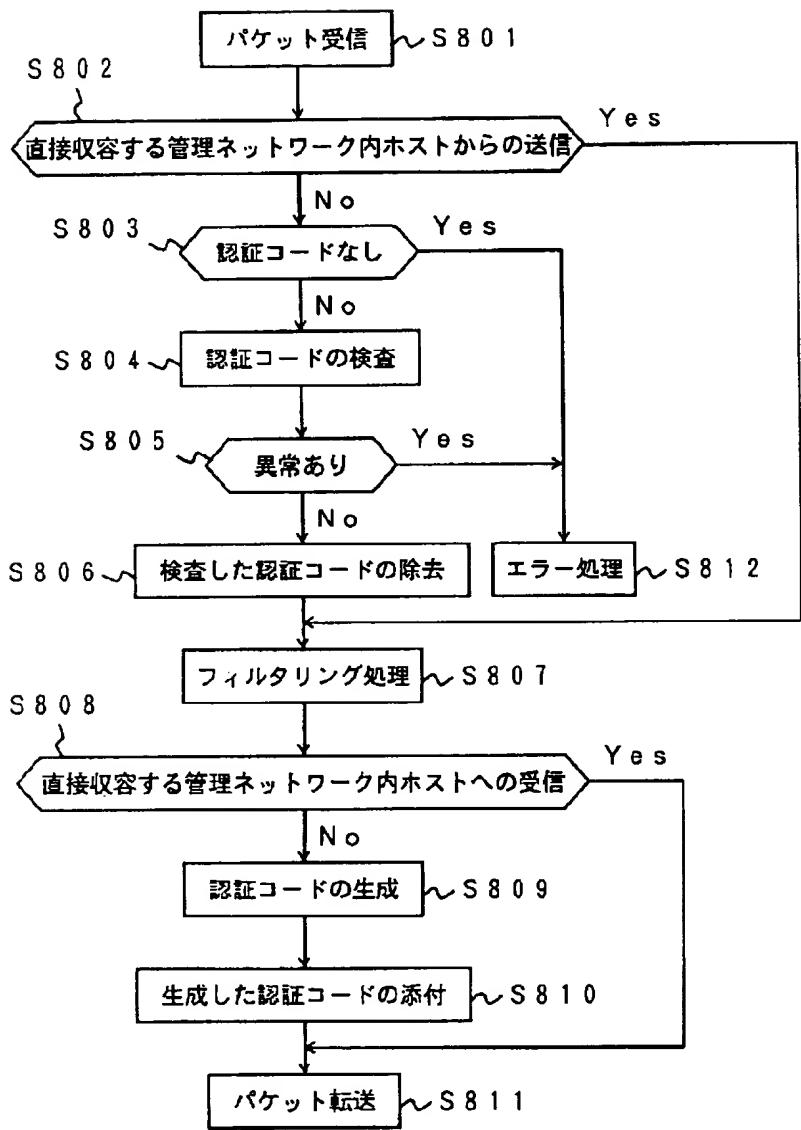 パケット受信 S801
S802
直接収容する管理ネットワーク内ホストからの送信 Yes
No
S803 認証コードなし Yes
No
S804 認証コードの検査
S805 異常あり Yes
No
S806 検査した認証コードの除去
エラー処理 S812
フィルタリング処理 S807
S808
直接収容する管理ネットワーク内ホストへの受信 Yes
No
認証コードの生成 S809
生成した認証コードの添付 S810
パケット転送 S811